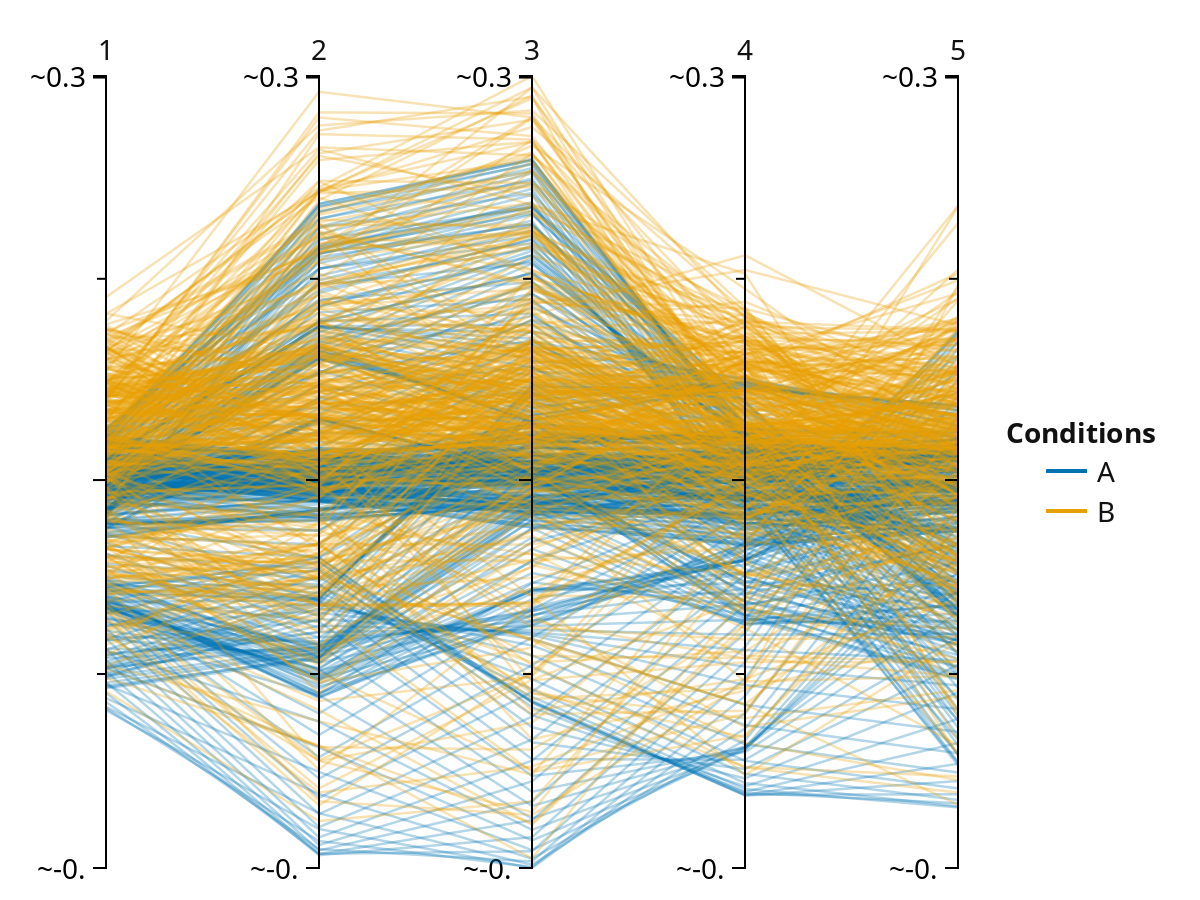 1 2 3 4 5
~0.3 ~0.3 ~0.3 ~0.3 ~0.3
Conditions
A
B
~-0. ~-0. ~-0. ~-0. ~-0.